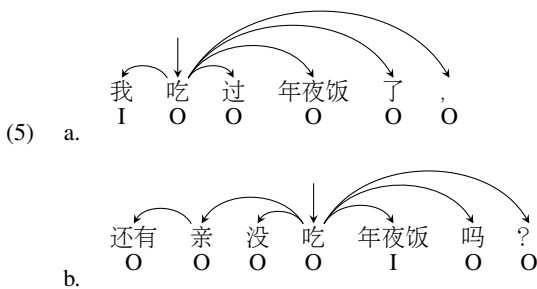 我 吃 过 年夜饭 了 ,
I O O O O O
(5) a.
还有 亲 没 吃 年夜饭 吗 ?
O O O O I O O
b.